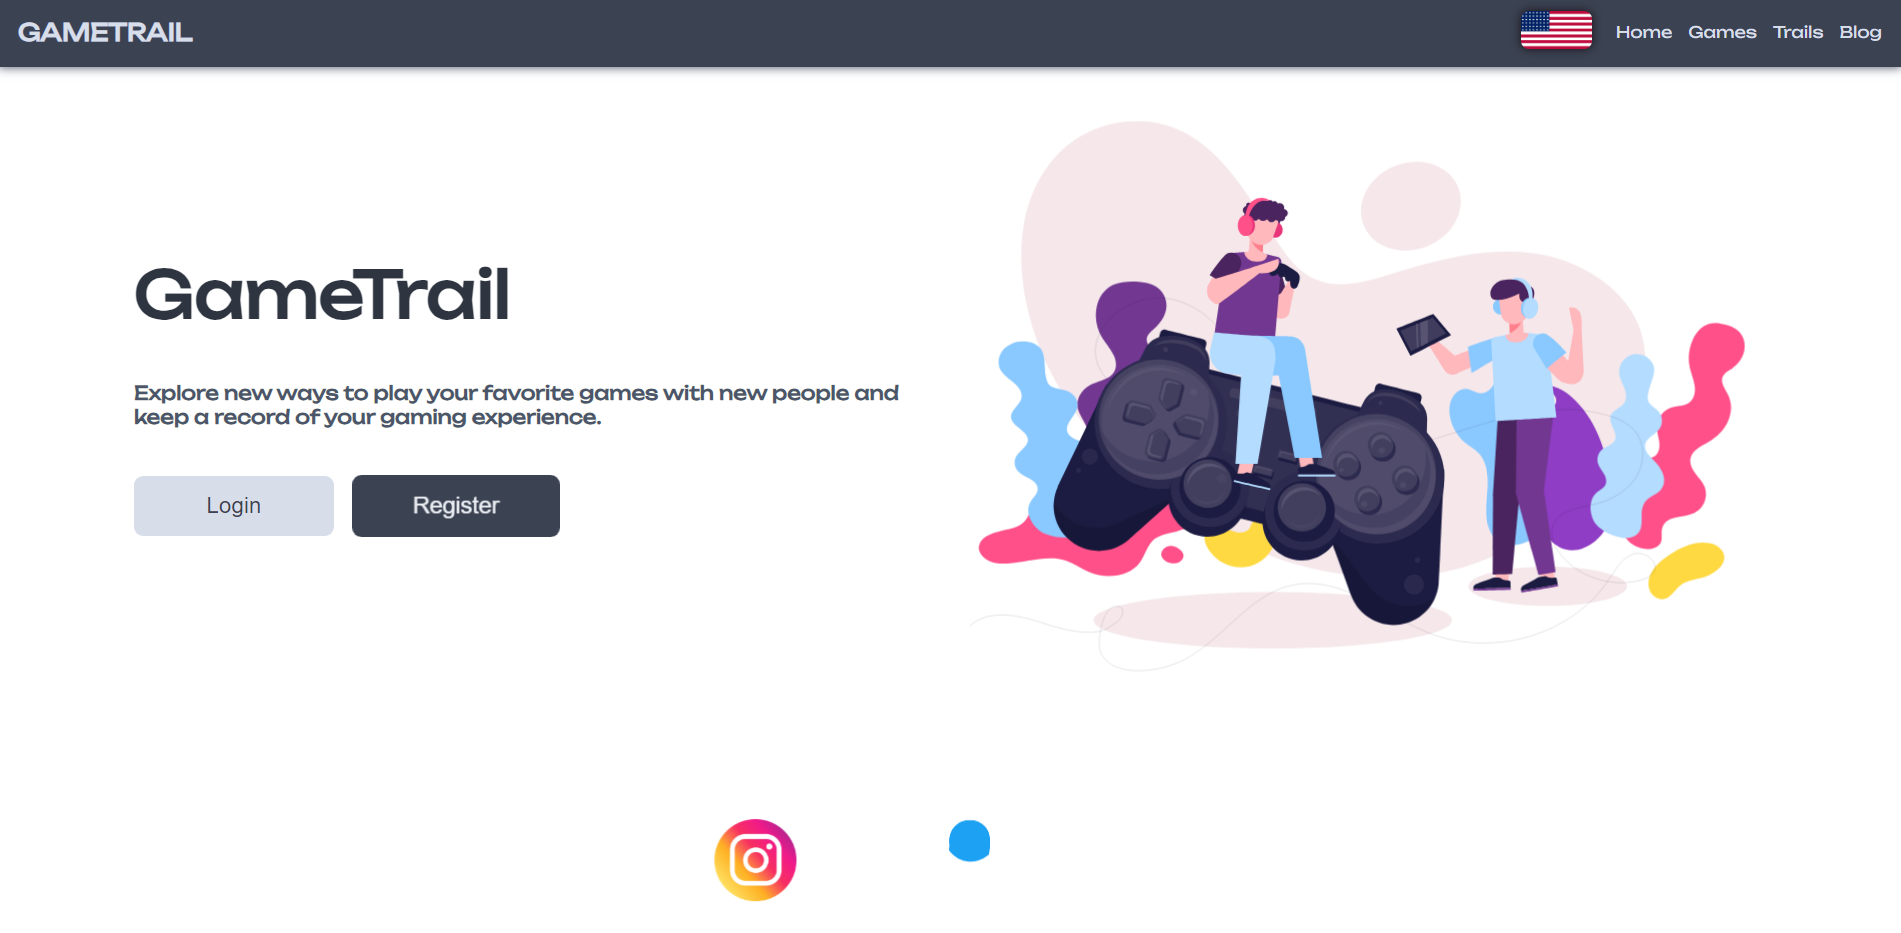 GAMETRAIL
Home Games Trails Blog
GameTrail
Explore new ways to play your favorite games with new people and
keep a record of your gaming experience.
Login Register